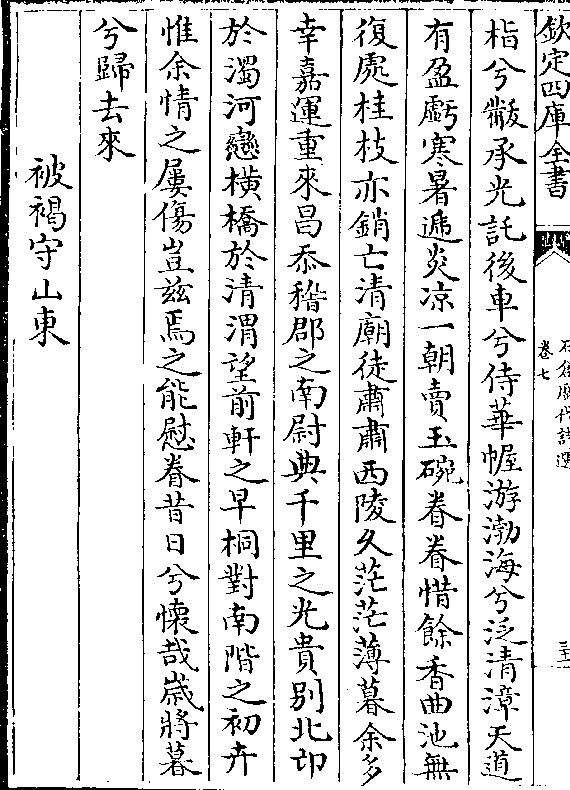 欽定四庫全書
卷七
石倉歷代詩選
三十一
栺兮黻承光託後車兮侍華幄游渤海兮泛清漳天道
有盈虧寒暑遞炎凉一朝賣玉碗眷眷惜餘香曲池無
復處桂枝亦銷亡清廟徒肅肅西陵久茫茫薄暮余多
幸嘉運重來昌忝稽郡之南尉典千里之光貴别北邙
於濁河戀橫橋於清渭望前軒之早桐對南階之初卉
惟余情之屢傷豈兹焉之能慰眷昔日兮懷哉歲將暮
兮歸去來
被褐守山東